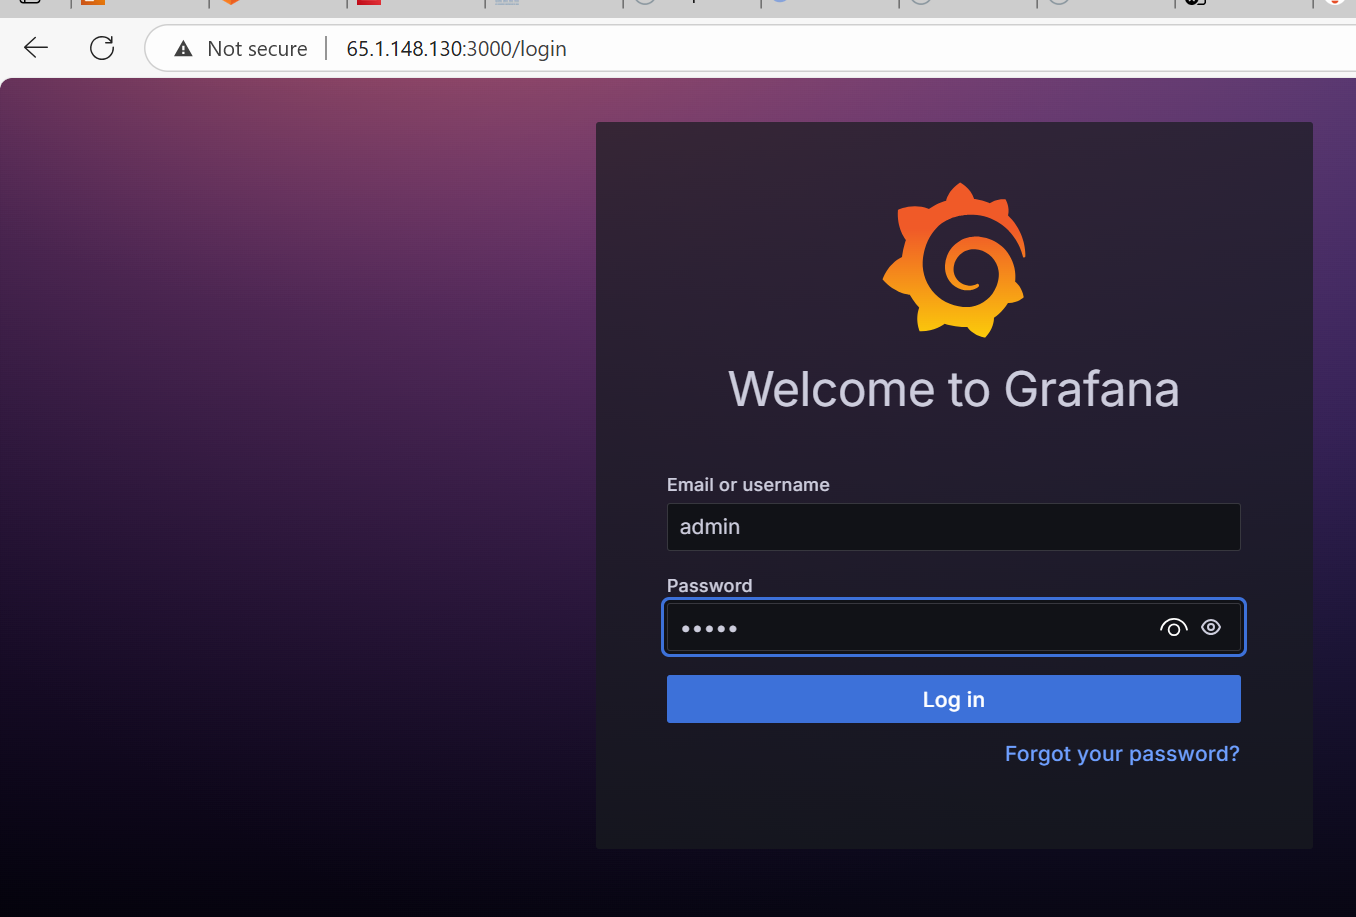 Not secure
65.1.148.130:3000/login
Welcome to Grafana
Email or username
admin
Password
Log in
Forgot your password?